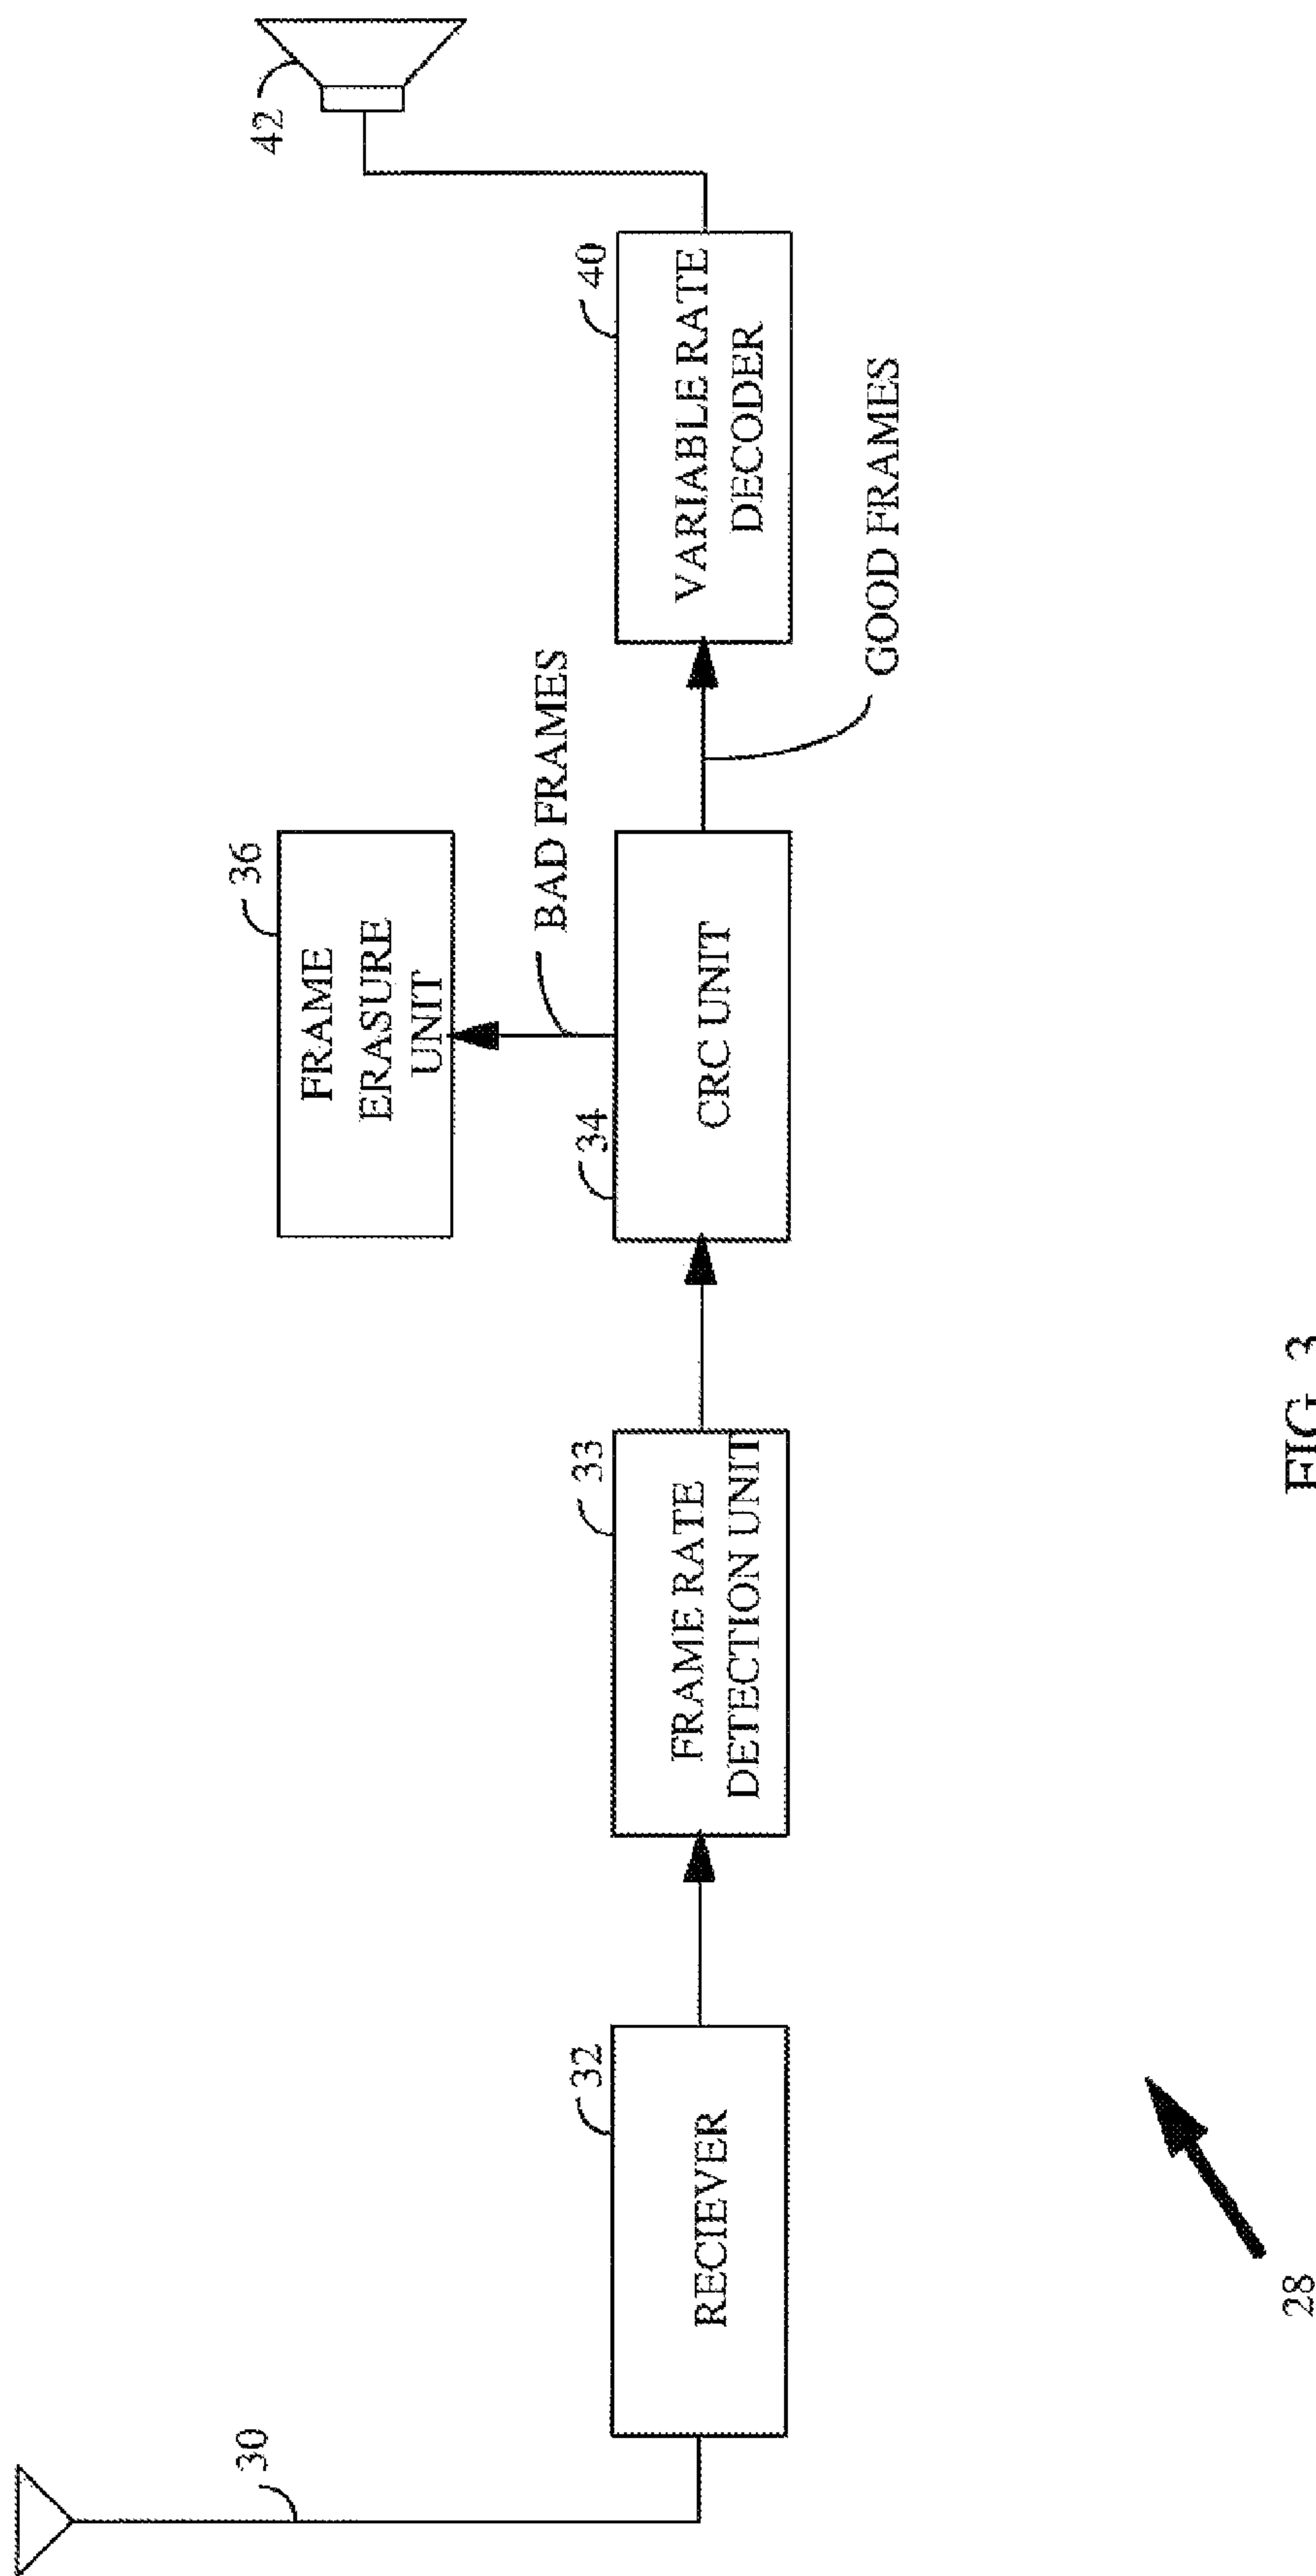 42
36
FRAME
ERASURE
UNIT
BAD FRAMES
30
32
RECIEVER
33
FRAME RATE
DETECTION UNIT
34
CRC UNIT
40
VARIABLE RATE
DECODER
GOOD FRAMES
28
FIG. 3